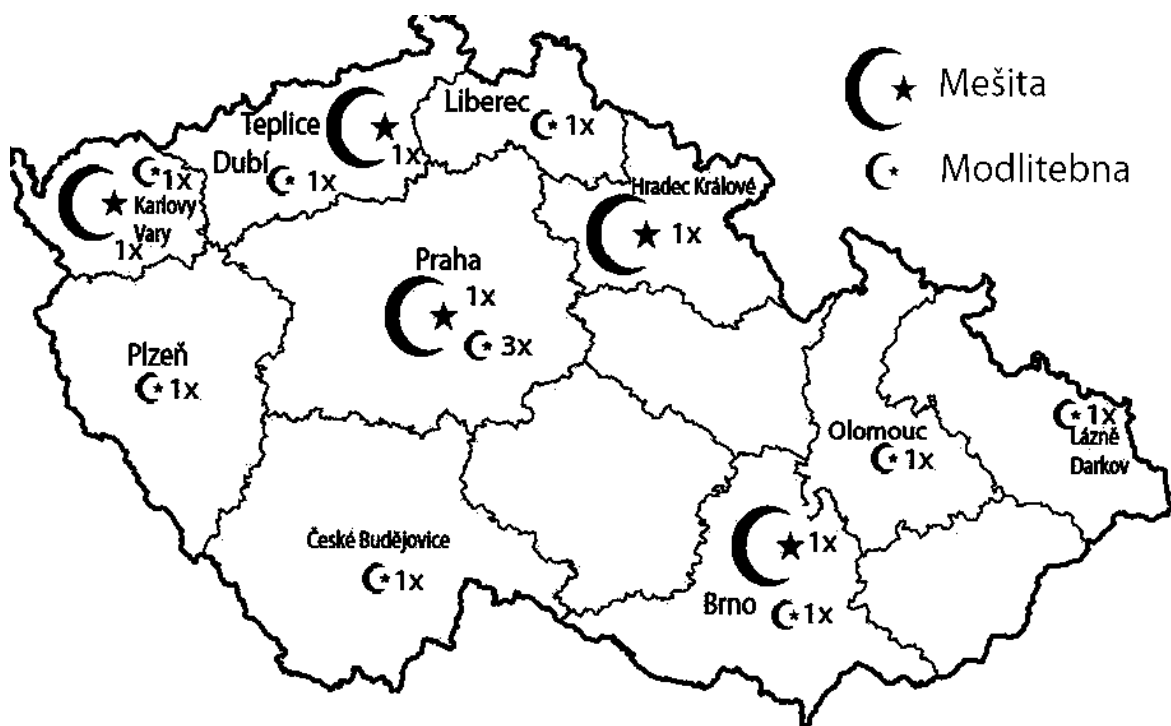 Mešita
Modlitebna
Liberec
1x
Teplice
1x
Dubí
1x
1x
Karlovy
Vary
1x
Hradec Králové
1x
Praha
1x
3x
Plzeň
1x
Olomouc
1x
1x
Lázně
Darkov
České Budějovice
1x
1x
Brno
1x